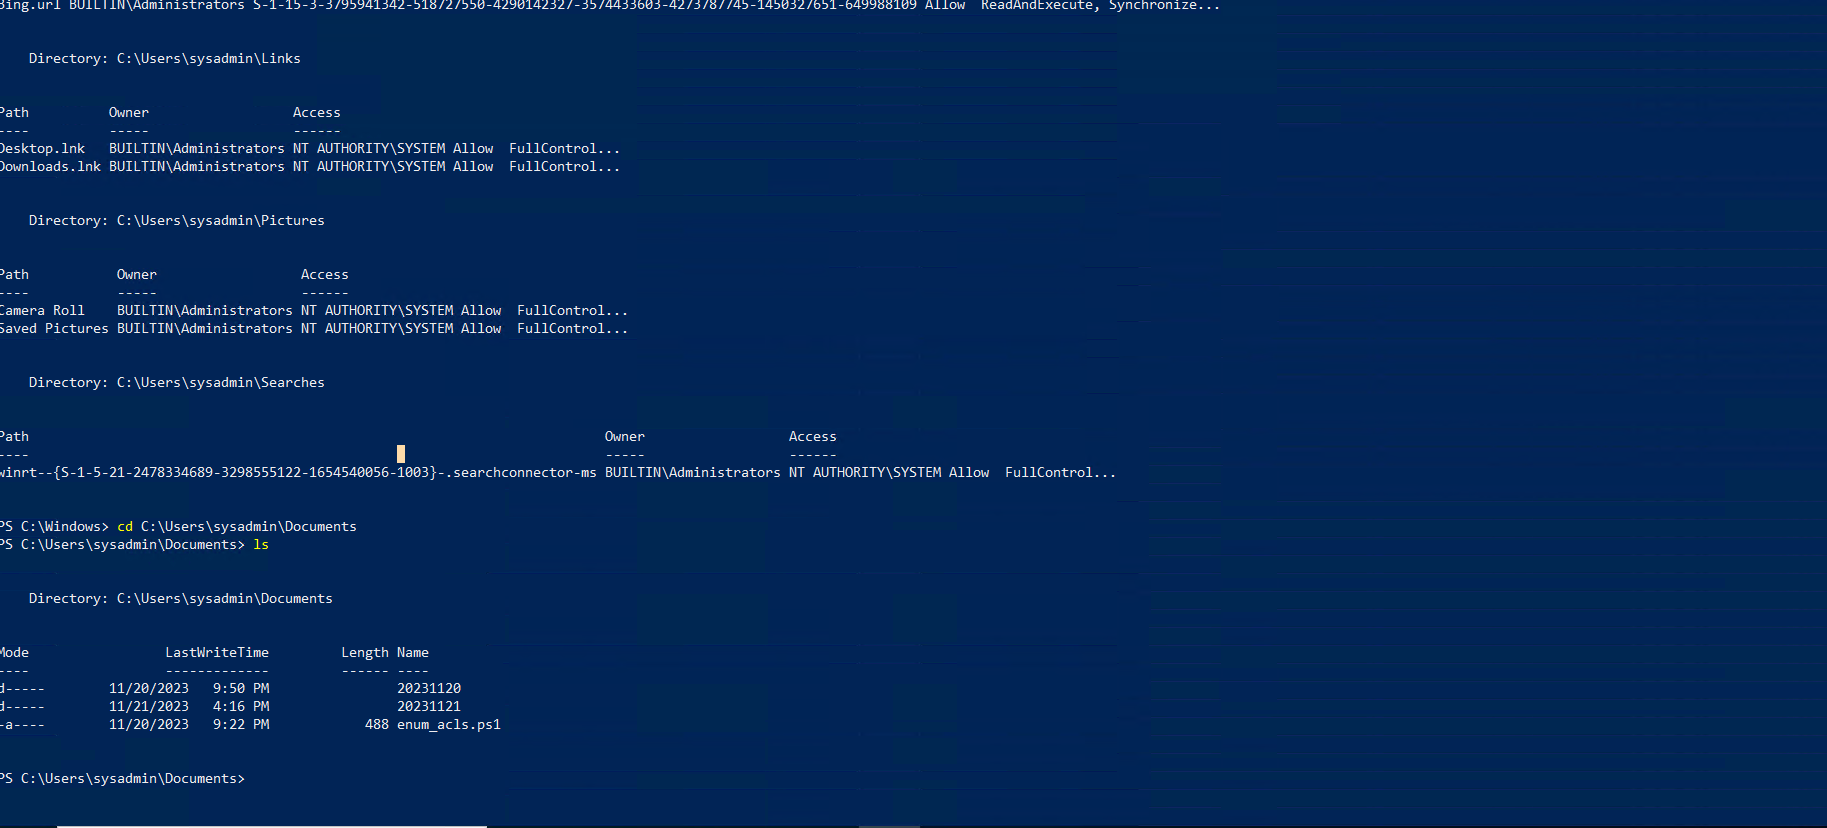 Bing.url BUILTIN\Administrators S-1-15-3-3795941342-518727550-4290142327-3574433603-4273787745-1450327651-649988109 Allow  ReadAndExecute, Synchronize...
    Directory: C:\Users\sysadmin\Links
Path          Owner                  Access
----          -----                  ------
Desktop.lnk   BUILTIN\Administrators NT AUTHORITY\SYSTEM Allow  FullControl...
Downloads.lnk BUILTIN\Administrators NT AUTHORITY\SYSTEM Allow  FullControl...
    Directory: C:\Users\sysadmin\Pictures
Path           Owner                  Access
----           -----                  ------
Camera Roll    BUILTIN\Administrators NT AUTHORITY\SYSTEM Allow  FullControl...
Saved Pictures BUILTIN\Administrators NT AUTHORITY\SYSTEM Allow  FullControl...
    Directory: C:\Users\sysadmin\Searches
Path                                                                        Owner                  Access
----                                                                        -----                  ------
winrt--{S-1-5-21-2478334689-3298555122-1654540056-1003}-.searchconnector-ms BUILTIN\Administrators NT AUTHORITY\SYSTEM Allow  FullControl...
PS C:\Windows> cd C:\Users\sysadmin\Documents
PS C:\Users\sysadmin\Documents> ls
    Directory: C:\Users\sysadmin\Documents
Mode                 LastWriteTime         Length Name
----                 -------------         ------ ----
d-----        11/20/2023   9:50 PM                20231120
d-----        11/21/2023   4:16 PM                20231121
-a----        11/20/2023   9:22 PM            488 enum_acls.ps1
PS C:\Users\sysadmin\Documents>